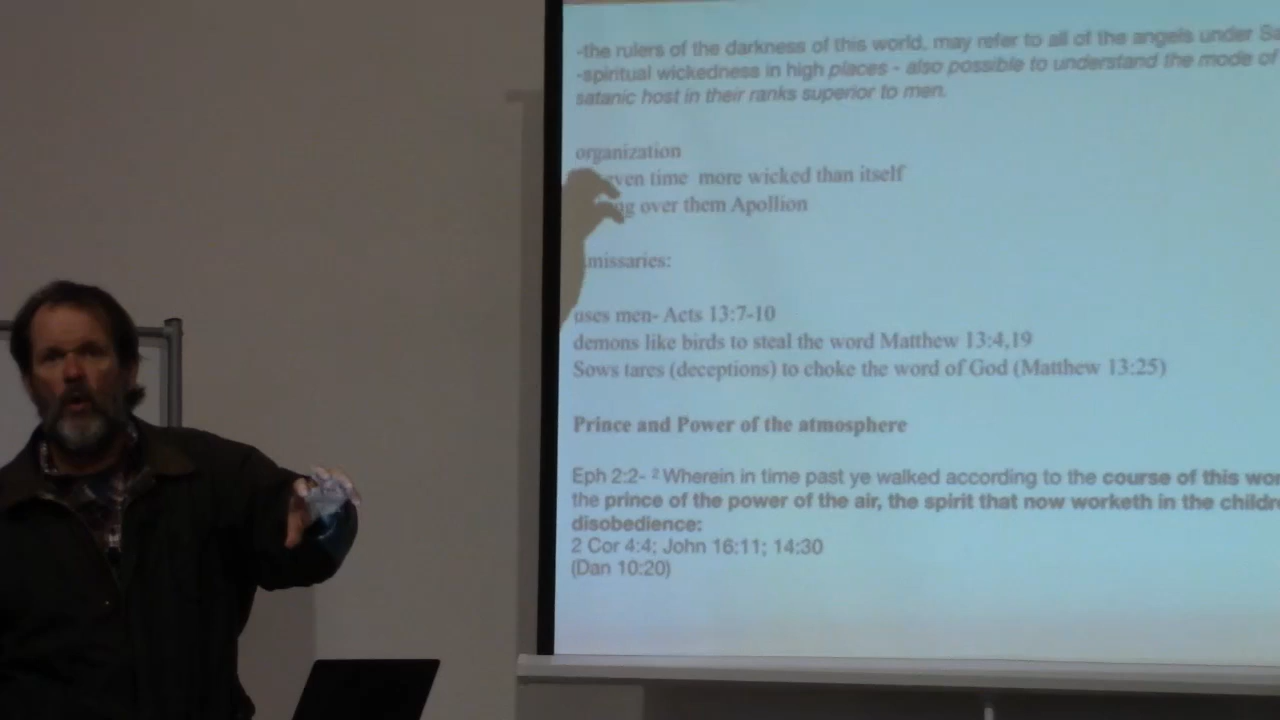 -the rulers of the darkness of this world, may refer to all of the angels under
-spiritual wickedness in high places - also possible to understand the mode of
satanic host in their ranks superior to men.
organization
time more wicked than itself
over them Apollion
missaries:
uses men- Acts 13:7-10
demons like birds to steal the word Matthew 13:4,19
Sows tares (deceptions) to choke the word of God (Matthew 13:25)
Prince and Power of the atmosphere
Eph 2:2- ² Wherein in time past ye walked according to the course of this
the prince of the power of the air, the spirit that now worketh in the
disobedience:
2 Cor 4:4; John 16:11; 14:30
(Dan 10:20)